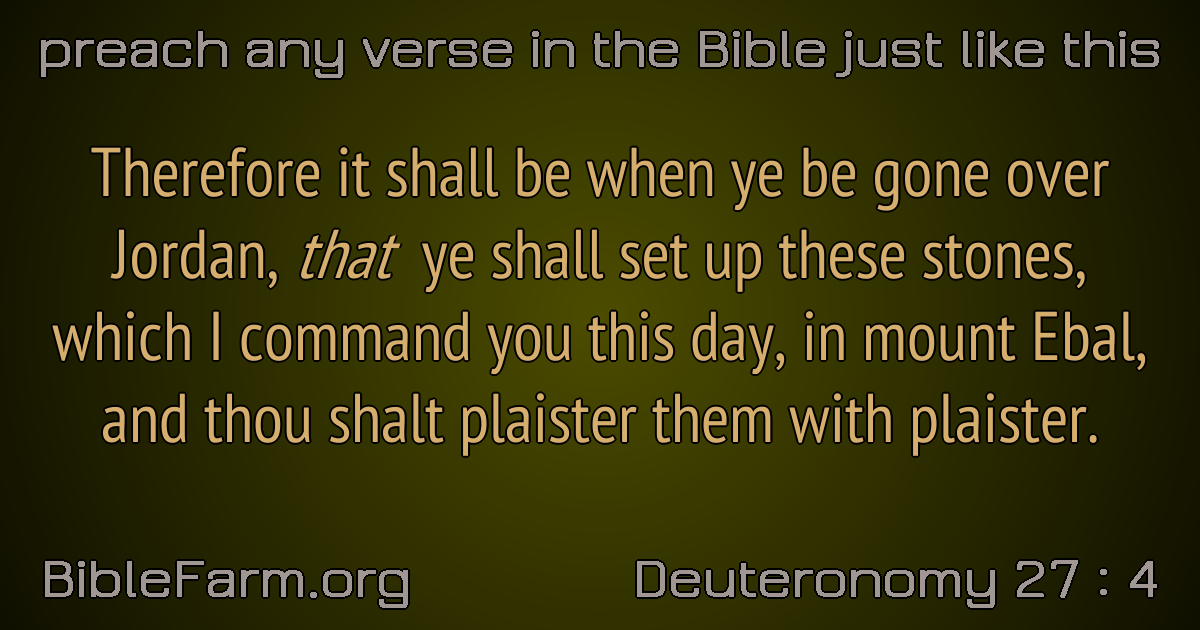 preach any verse in the Bible just like this
Therefore it shall be when ye be gone over
Jordan, that ye shall set up these stones,
which I command you this day, in mount Ebal,
and thou shalt plaister them with plaister.
BibleFarm.org
Deuteronomy 27 : 4